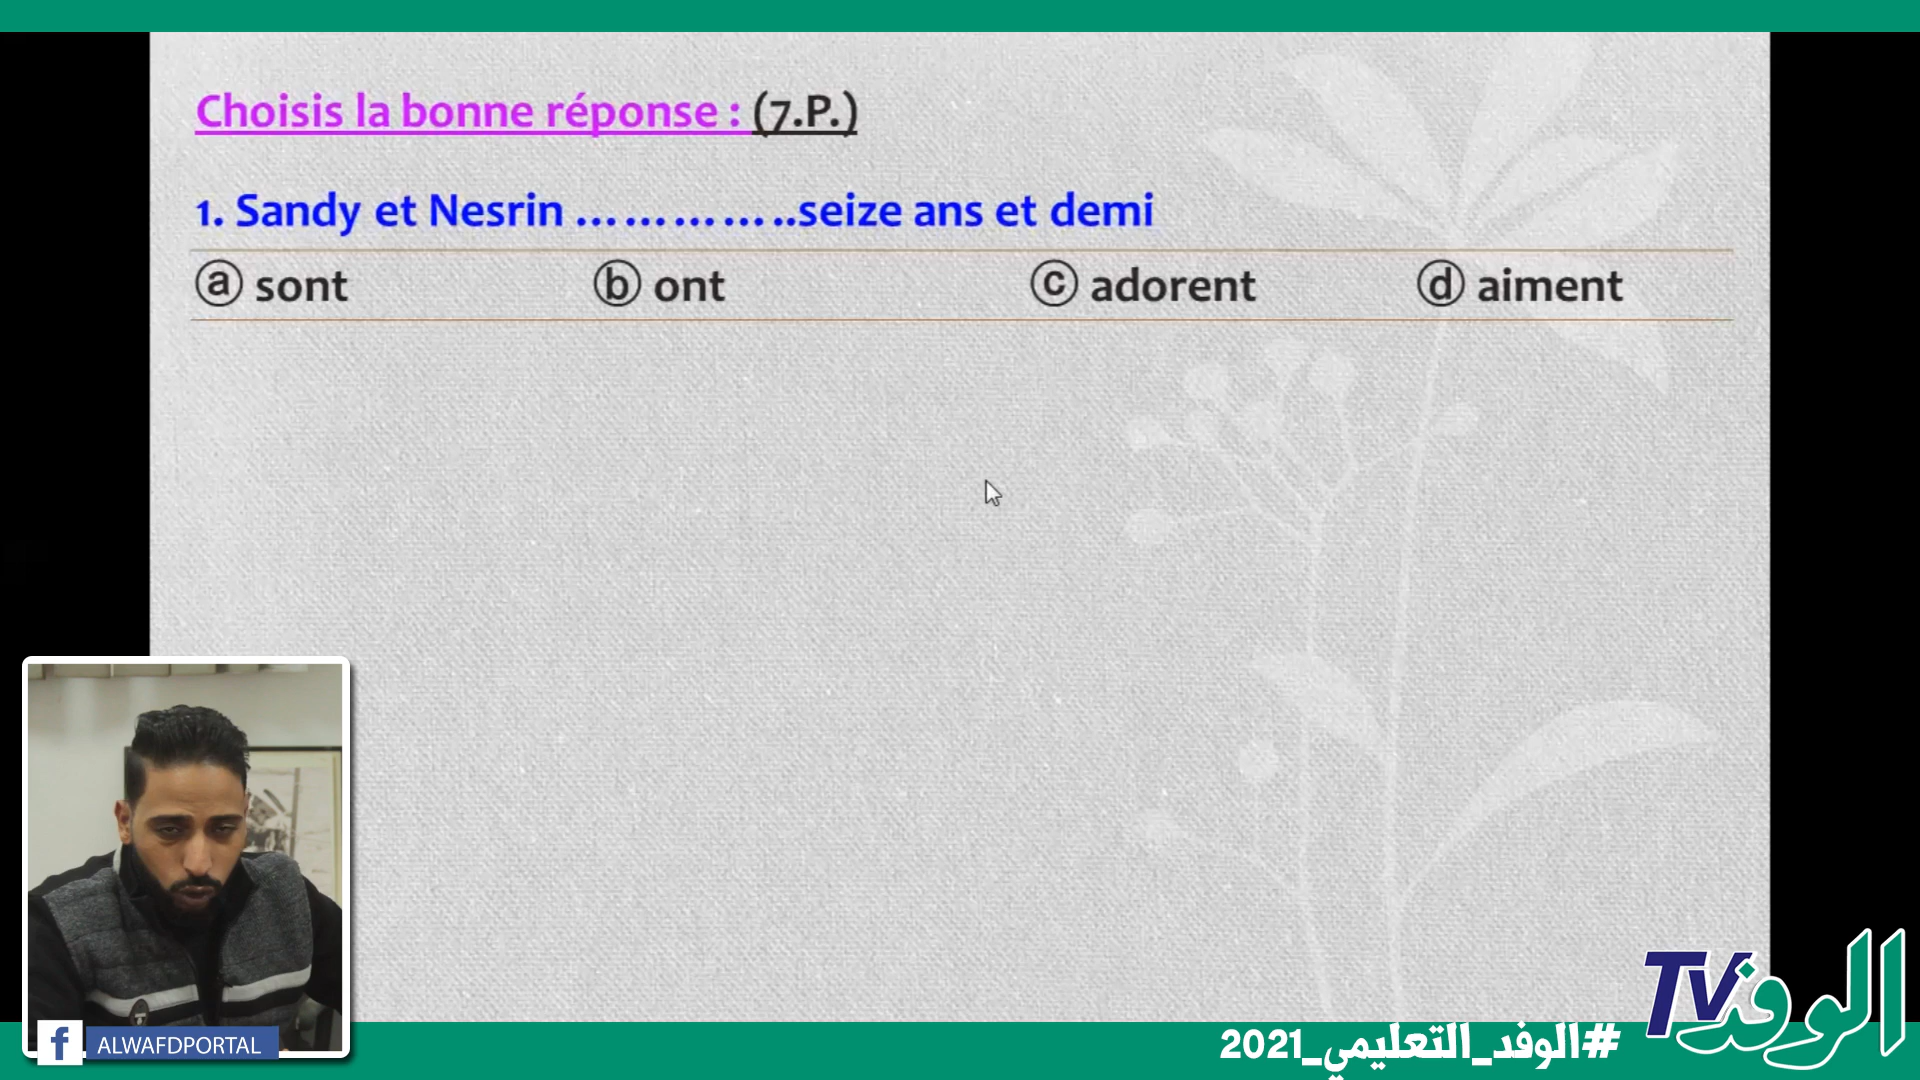 Choisis la bonne réponse : (7.P.)
1. Sandy et Nesrin …………..seize ans et demi
ⓐ sont ⓑ ont ⓒ adorent ⓓ aiment
f ALWAFDPORTAL
#الوفد_التعليمي_2021
الوفد TV